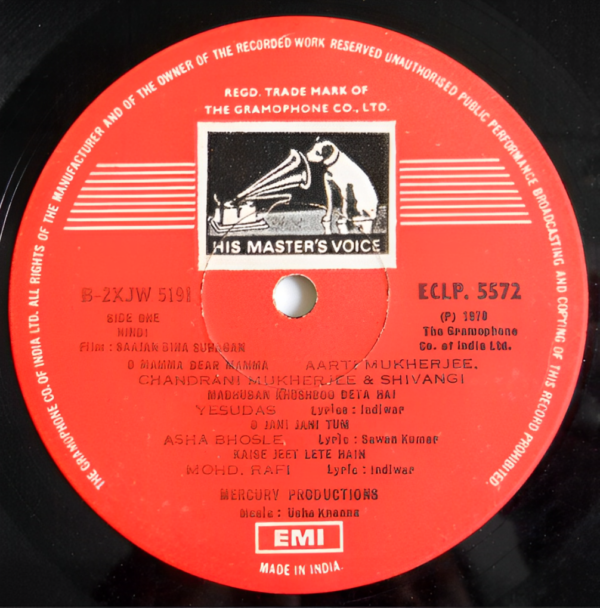 THE GRAMOPHONE CO. OF INDIA LTD. ALL RIGHTS OF THE MANUFACTURER AND OF THE OWNER OF THE RECORDED WORK RESERVED UNAUTHORISED PUBLIC PERFORMANCE BROADCASTING AND COPYING OF THIS RECORD PROHIBITED.
REGD. TRADE MARK OF
THE GRAMOPHONE CO., LTD.
HIS MASTER'S VOICE
B-2XJW 5191
ECLP. 5572
SIDE ONE
(P) 1970
HINDI
The Gramophone
Film : SAAJAN BINA SUHAGAN
Co. of India Ltd.
O MAMMA DEAR MAMMA AARTI MUKHERJEE,
CHANDRANI MUKHERJEE & SHIVANGI
MADHUBAN KHUSHBOO DETA HAI
YESUDAS Lyrics : Indiwar
O JANI JANI TUM
ASHA BHOSLE Lyric : Sawan Kumar
KAISE JEET LETE HAIN
MOHD. RAFI Lyric : Indiwar
MERCURY PRODUCTIONS
Music : Usha Khanna
EMI
MADE IN INDIA.